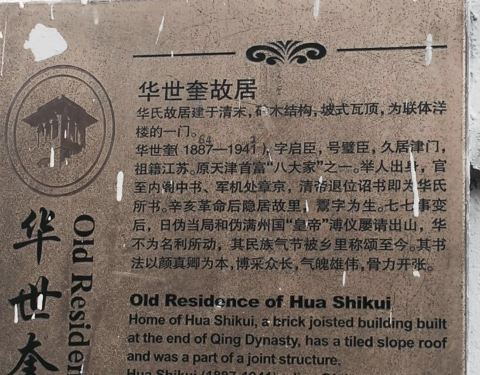 华世奎故居
华氏故居建于清末,砖木结构,坡式瓦顶,为联体洋
楼的一门。
华世奎(1887—1941),字启臣,号璧臣,久居津门,
祖籍江苏。原天津首富“八大家”之一。举人出身,官
至内阁中书、军机处章京,清帝退位诏书即为华氏
所书。辛亥革命后隐居故里,鬻字为生。七七事变
后,日伪当局和伪满州国“皇帝”溥仪屡请出山,华
不为名利所动,其民族气节被乡里称颂至今。其书
法以颜真卿为本,博采众长,气魄雄伟,骨力开张。
Old Residence of Hua Shikui
Home of Hua Shikui, a brick joisted building built
at the end of Qing Dynasty, has a tiled slope roof
and was a part of a joint structure.
Hua Shikui (1887-1941)
华世奎
Old Residen